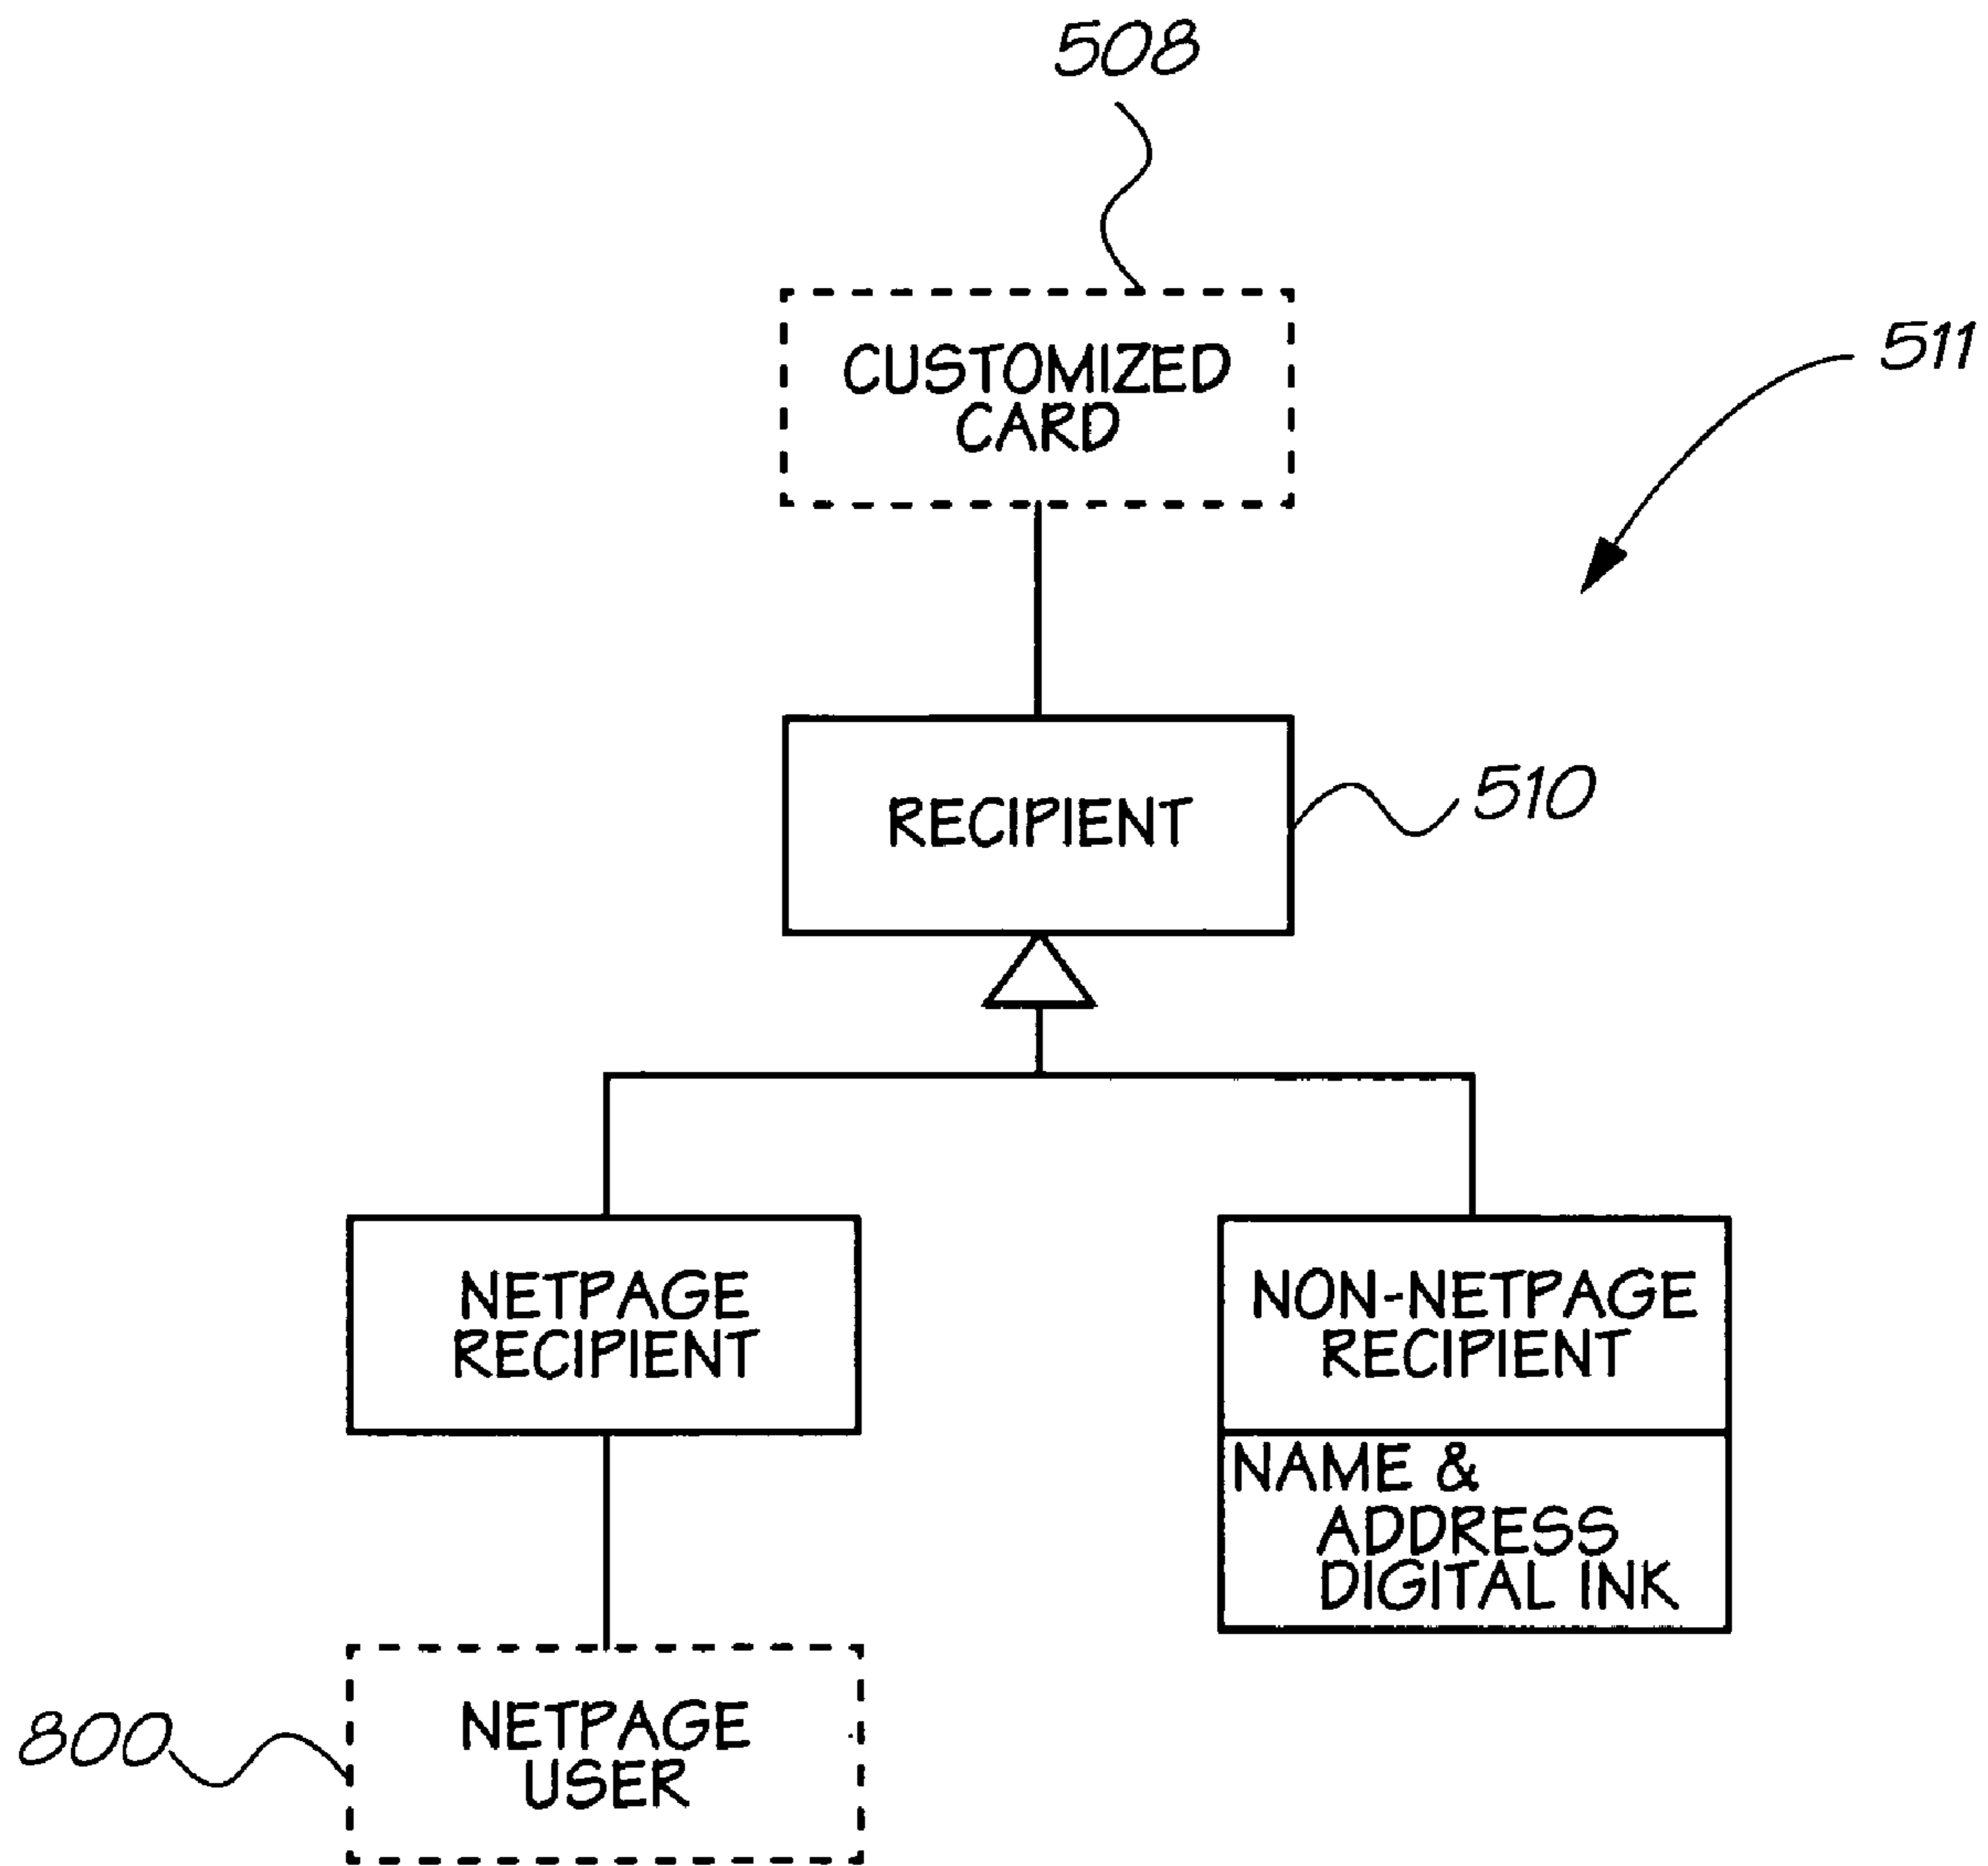 508
CUSTOMIZED
CARD
511
RECIPIENT
510
NETPAGE
RECIPIENT
NON-NETPAGE
RECIPIENT
NAME &
ADDRESS
DIGITAL INK
800
NETPAGE
USER